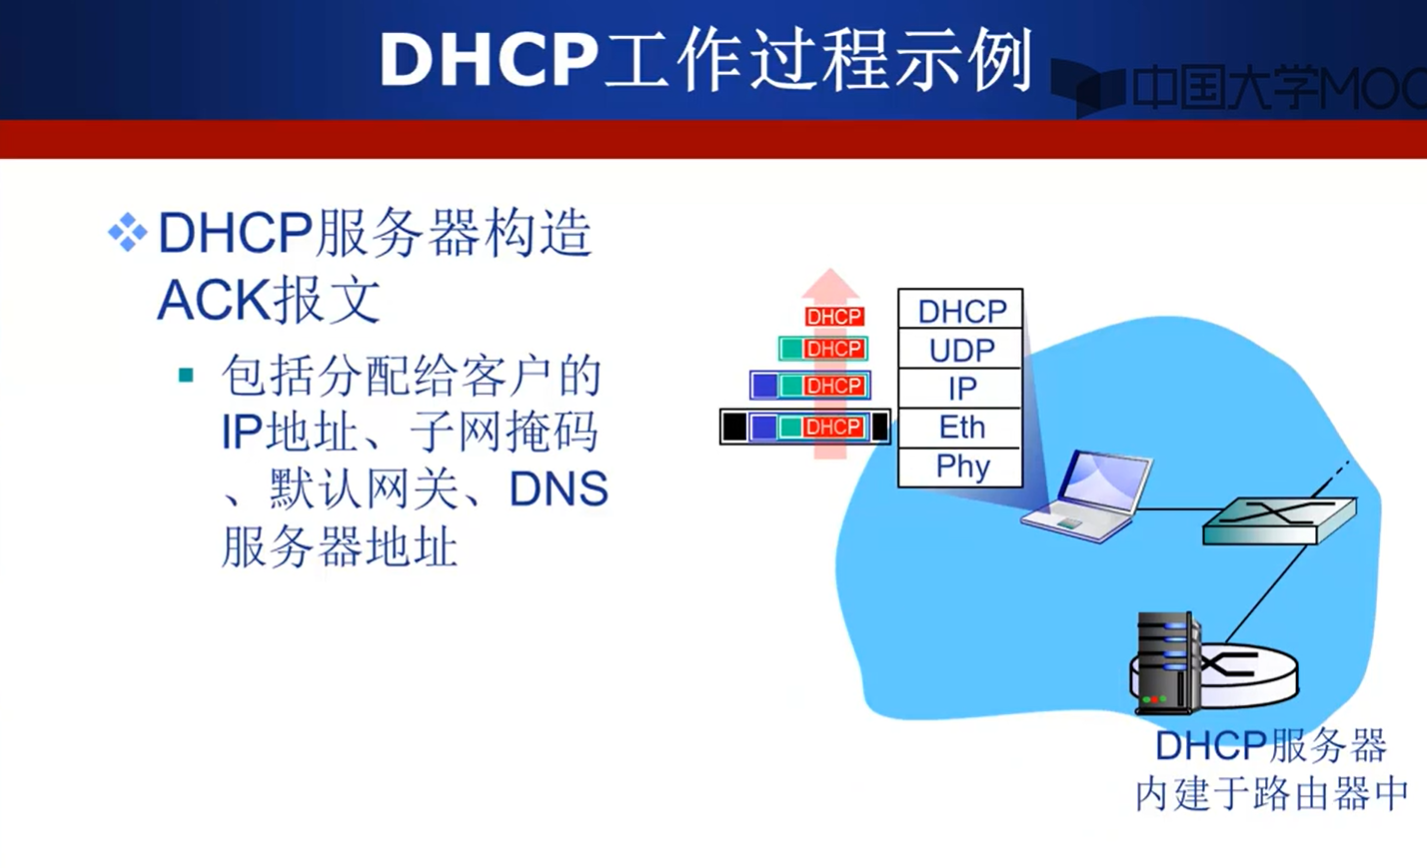 DHCP工作过程示例
中国大学MOO
DHCP服务器构造
ACK报文
包括分配给客户的
IP地址、子网掩码
、默认网关、DNS
服务器地址
DHCP
DHCP
DHCP
DHCP
DHCP
UDP
IP
Eth
Phy
DHCP服务器
内建于路由器中